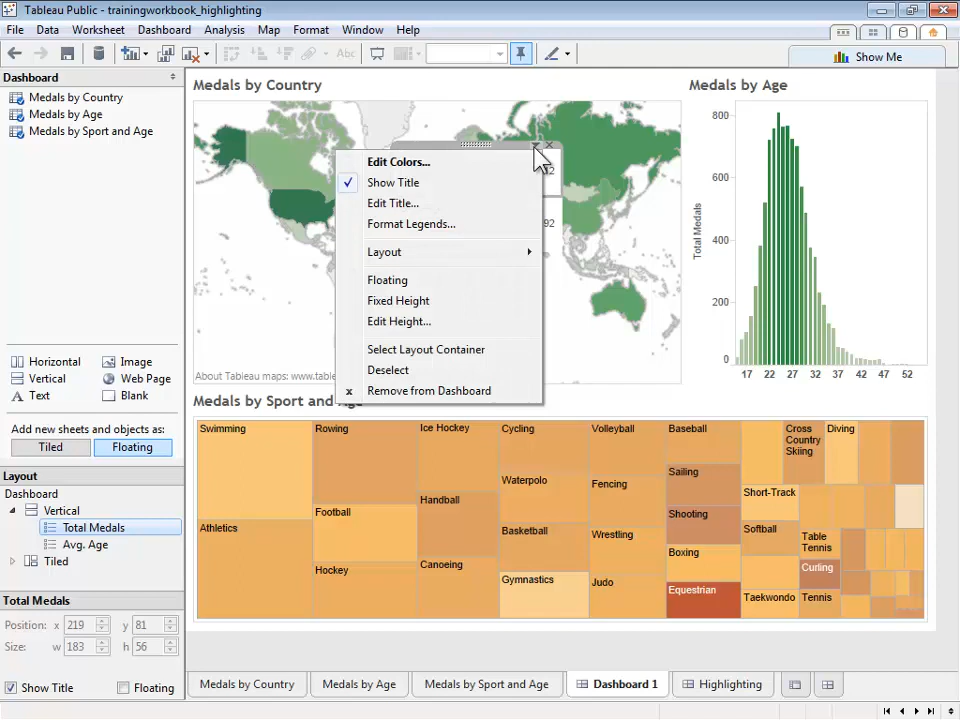 Tableau Public - trainingworkbook_highlighting
File Data Worksheet Dashboard Analysis Map Format Window Help
Abc
Show Me
Dashboard
Medals by Country
Medals by Age
Medals by Sport and Age
Horizontal Image
Vertical Web Page
A Text Blank
Add new sheets and objects as:
Tiled Floating
Layout
Dashboard
Vertical
Total Medals
Avg. Age
Tiled
Total Medals
Position: x 219 y 81
Size: w 183 h 56
Show Title Floating
Medals by Country
About Tableau maps: www.table
Edit Colors...
Show Title
Edit Title...
Format Legends...
Layout
Floating
Fixed Height
Edit Height...
Select Layout Container
Deselect
x Remove from Dashboard
92
Medals by Age
Total Medals
800
600
400
200
0
17 22 27 32 37 42 47 52
Medals by Sport and Age
Swimming
Athletics
Rowing
Football
Hockey
Ice Hockey
Handball
Canoeing
Cycling
Waterpolo
Basketball
Gymnastics
Volleyball
Fencing
Wrestling
Judo
Baseball
Sailing
Shooting
Boxing
Equestrian
Short-Track
Softball
Taekwondo
Cross
Country
Skiing
Diving
Table
Tennis
Curling
Tennis
Medals by Country Medals by Age Medals by Sport and Age Dashboard 1 Highlighting